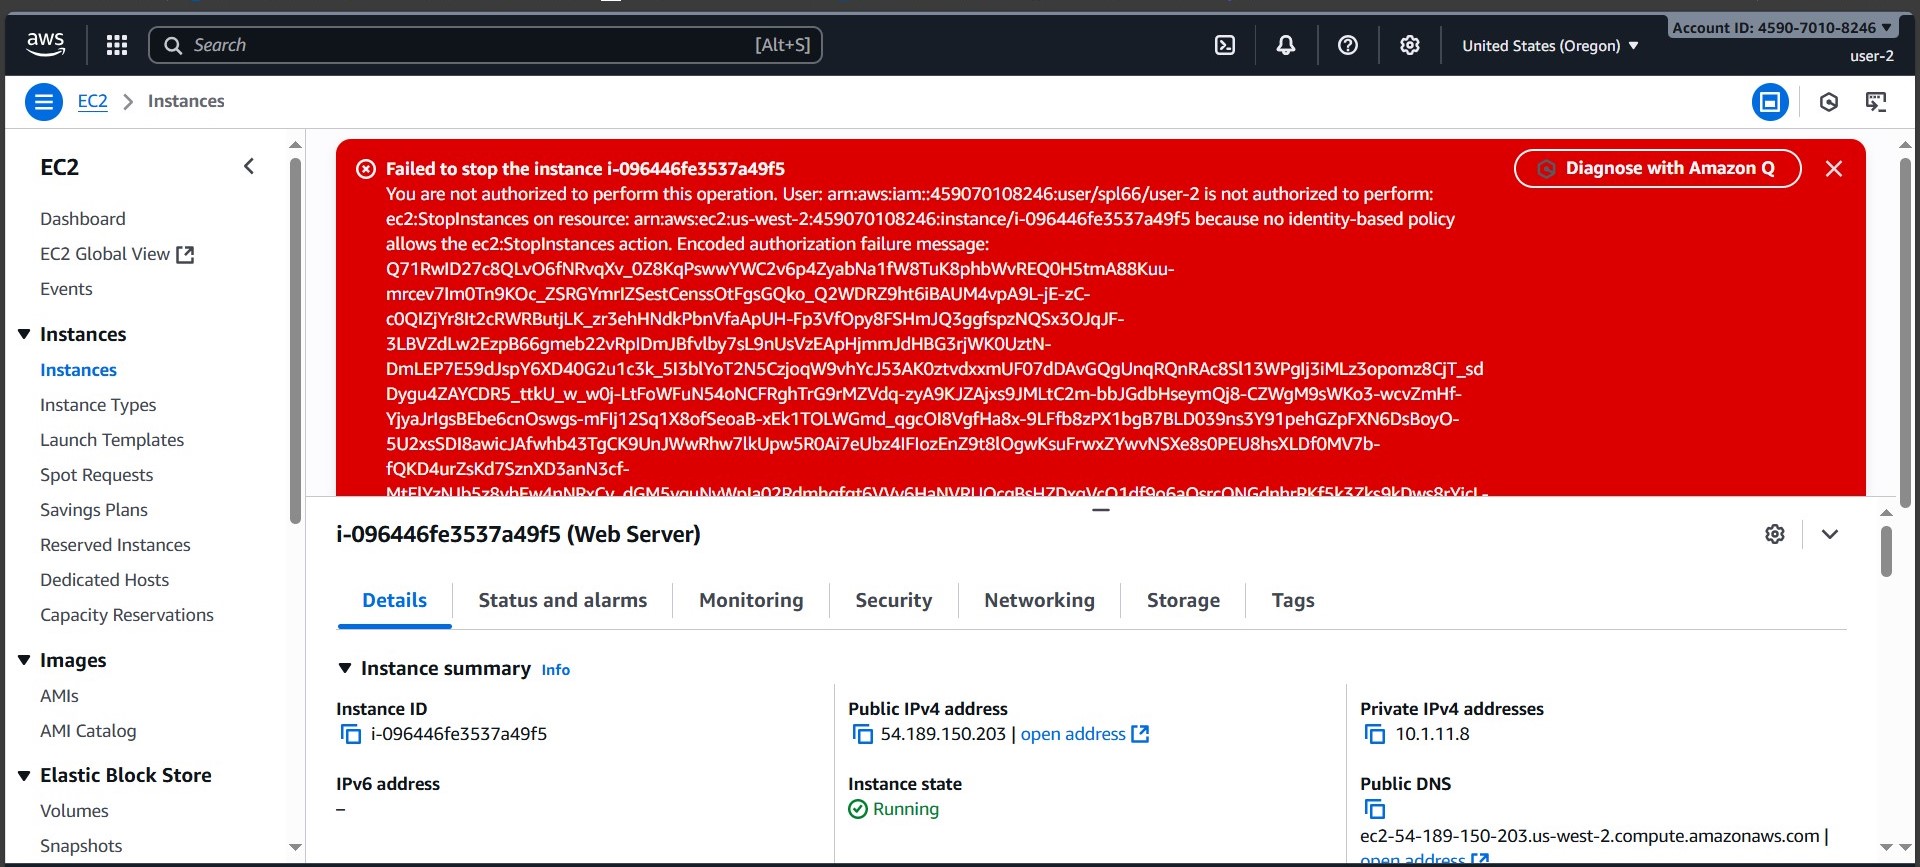 aws
Search
[Alt+S]
United States (Oregon)
Account ID: 4590-7010-8246
user-2
EC2
Instances
EC2
Dashboard
EC2 Global View
Events
Instances
Instances
Instance Types
Launch Templates
Spot Requests
Savings Plans
Reserved Instances
Dedicated Hosts
Capacity Reservations
Images
AMIs
AMI Catalog
Elastic Block Store
Volumes
Snapshots
Failed to stop the instance i-096446fe3537a49f5
Diagnose with Amazon Q
You are not authorized to perform this operation. User: arn:aws:iam::459070108246:user/spl66/user-2 is not authorized to perform:
ec2:StopInstances on resource: arn:aws:ec2:us-west-2:459070108246:instance/i-096446fe3537a49f5 because no identity-based policy
allows the ec2:StopInstances action. Encoded authorization failure message:
Q71RwID27c8QLvO6fNRvqXv_0Z8KqPswwYWC2v6p4ZyabNa1fW8TuK8phbWvREQ0H5tmA88Kuu-
mrcev7Im0Tn9KOc_ZSRGYmrIZSestCenssOtFgsGQko_Q2WDRZ9ht6iBAUM4vpA9L-jE-zC-
c0QIZjYr8It2cRWRButjLK_zr3ehHNdkPbnVfaApUH-Fp3VfOpy8FSHmJQ3ggfspzNQSx3OJqJF-
3LBVZdLw2EzpB66gmeb22vRpIDmJBfvlby7sL9nUsVzEApHjmmJdHBG3rjWK0UztN-
DmLEP7E59dJspY6XD40G2u1c3k_5I3blYoT2N5CzjoqW9vhYcJ53AK0ztvdxxmUF07dDAvGQgUnqRQnRAc8Sl13WPgIj3iMLz3opomz8CjT_sd
Dygu4ZAYCDR5_ttkU_w_w0j-LtFoWFuN54oNCFRghTrG9rMZVdq-zyA9KJZAjxs9JMLtC2m-bbJGdbHseymQj8-CZWgM9sWKo3-wcvZmHf-
YjyaJrIgsBEbe6cnOswgs-mFIj12Sq1X8ofSeoaB-xEk1TOLWGmd_qgcOI8VgfHa8x-9LFfb8zPX1bgB7BLD039ns3Y91pehGZpFXN6DsBoyO-
5U2xsSDI8awicJAfwhb43TgCK9UnJWwRhw7lkUpw5R0Ai7eUbz4IFIozEnZ9t8lOgwKsuFrwxZYwvNSXe8s0PEU8hsXLDf0MV7b-
fQKD4urZsKd7SznXD3anN3cf-
i-096446fe3537a49f5 (Web Server)
Details
Status and alarms
Monitoring
Security
Networking
Storage
Tags
Instance summary Info
Instance ID
i-096446fe3537a49f5
Public IPv4 address
54.189.150.203 | open address
Private IPv4 addresses
10.1.11.8
IPv6 address
–
Instance state
Running
Public DNS
ec2-54-189-150-203.us-west-2.compute.amazonaws.com |
open address